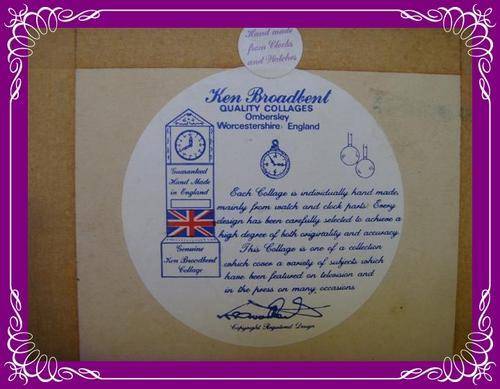 Hand made
from Clocks
and Watches
Ken Broadbent
QUALITY COLLAGES
Ombersley
Worcestershire England
Guaranteed
Hand Made
in England
Genuine
Ken Broadbent
Collage
Each Collage is individually hand made,
mainly from watch and clock parts. Every
design has been carefully selected to achieve a
high degree of both originality and accuracy.
This Collage is one of a collection
which cover a variety of subjects which
have been featured on television and
in the press on many occasions
Copyright Registered Design